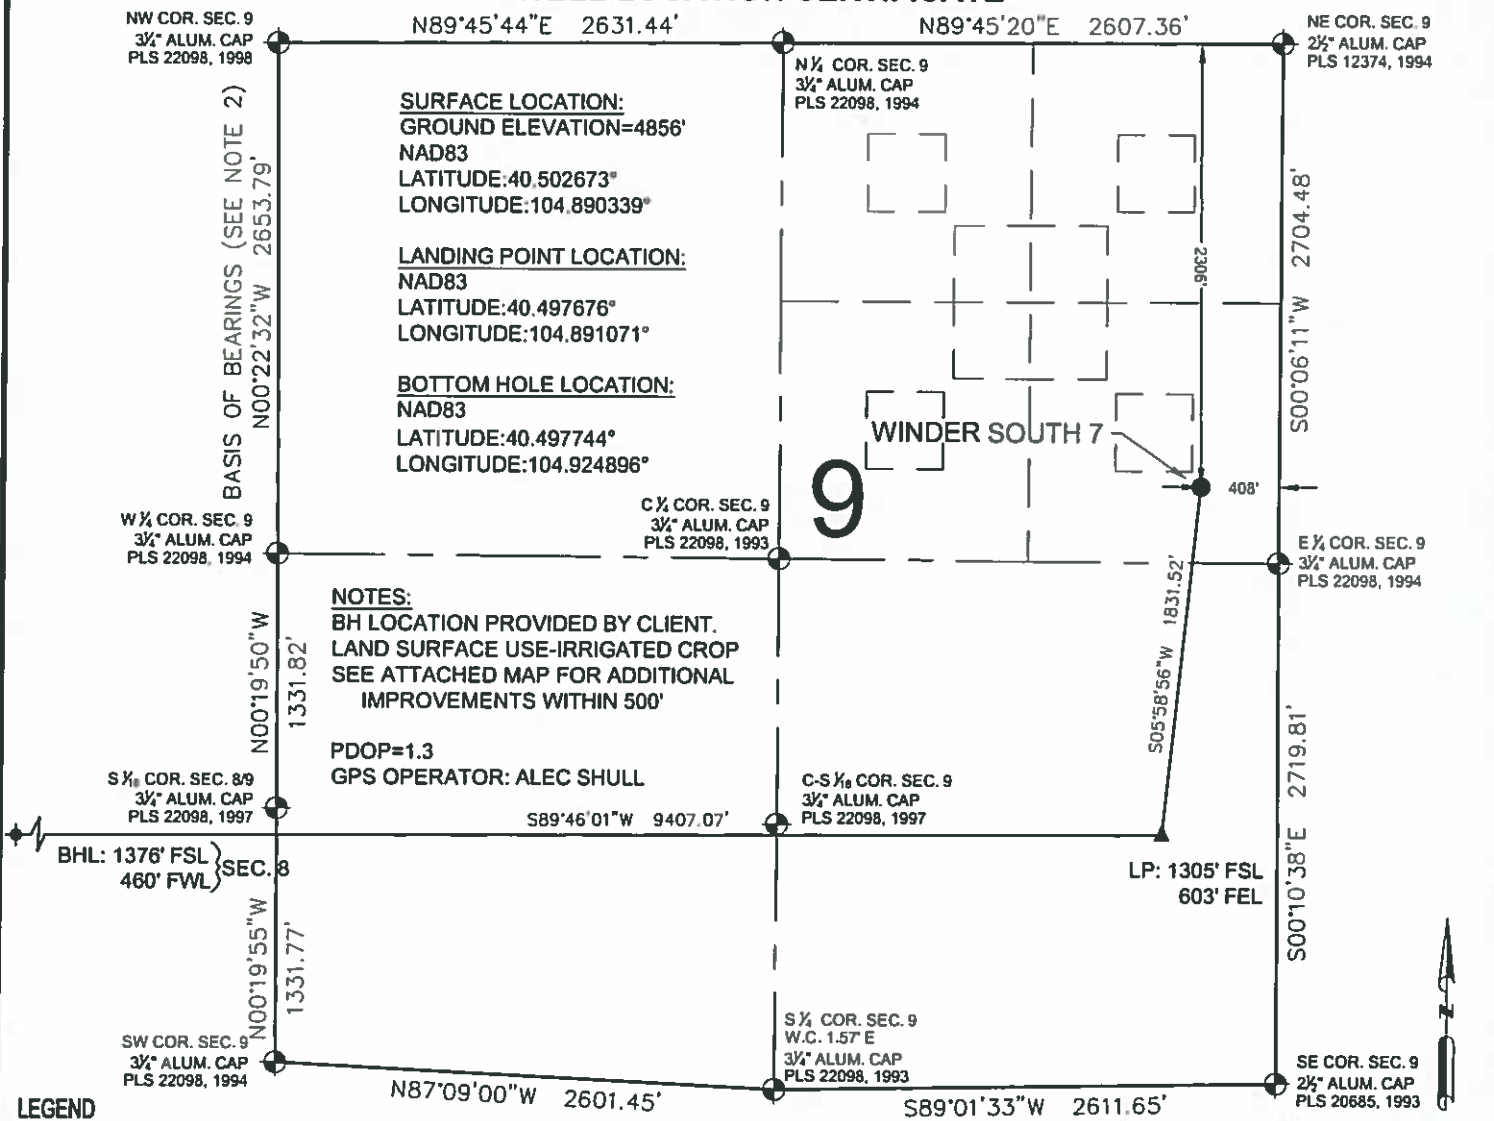 NW COR. SEC. 9
3¼" ALUM. CAP
PLS 22098, 1998
N89°45'44"E 2631.44'
N89°45'20"E 2607.36'
NE COR. SEC. 9
2½" ALUM. CAP
PLS 12374, 1994
N¼ COR. SEC. 9
3¼" ALUM. CAP
PLS 22098, 1994
BASIS OF BEARINGS (SEE NOTE 2)
N00°22'32"W 2653.79'
SURFACE LOCATION:
GROUND ELEVATION=4856'
NAD83
LATITUDE:40.502673°
LONGITUDE:104.890339°
LANDING POINT LOCATION:
NAD83
LATITUDE:40.497676°
LONGITUDE:104.891071°
BOTTOM HOLE LOCATION:
NAD83
LATITUDE:40.497744°
LONGITUDE:104.924896°
2306'
S00°06'11"W 2704.48'
WINDER SOUTH 7
9
408'
C¼ COR. SEC. 9
3¼" ALUM. CAP
PLS 22098, 1993
W¼ COR. SEC. 9
3¼" ALUM. CAP
PLS 22098, 1994
E¼ COR. SEC. 9
3¼" ALUM. CAP
PLS 22098, 1994
NOTES:
BH LOCATION PROVIDED BY CLIENT.
LAND SURFACE USE-IRRIGATED CROP
SEE ATTACHED MAP FOR ADDITIONAL
IMPROVEMENTS WITHIN 500'
PDOP=1.3
GPS OPERATOR: ALEC SHULL
N00°19'50"W
1331.82'
S05°58'56"W 1831.52'
S00°10'38"E 2719.81'
S 1/16 COR. SEC. 8/9
3¼" ALUM. CAP
PLS 22098, 1997
C-S 1/16 COR. SEC. 9
3¼" ALUM. CAP
PLS 22098, 1997
S89°46'01"W 9407.07'
BHL: 1376' FSL
460' FWL
SEC. 8
LP: 1305' FSL
603' FEL
N00°19'55"W
1331.77'
SW COR. SEC. 9
3¼" ALUM. CAP
PLS 22098, 1994
S¼ COR. SEC. 9
W.C. 1.57' E
3¼" ALUM. CAP
PLS 22098, 1993
N87°09'00"W 2601.45'
S89°01'33"W 2611.65'
SE COR. SEC. 9
2½" ALUM. CAP
PLS 20685, 1993
N
LEGEND